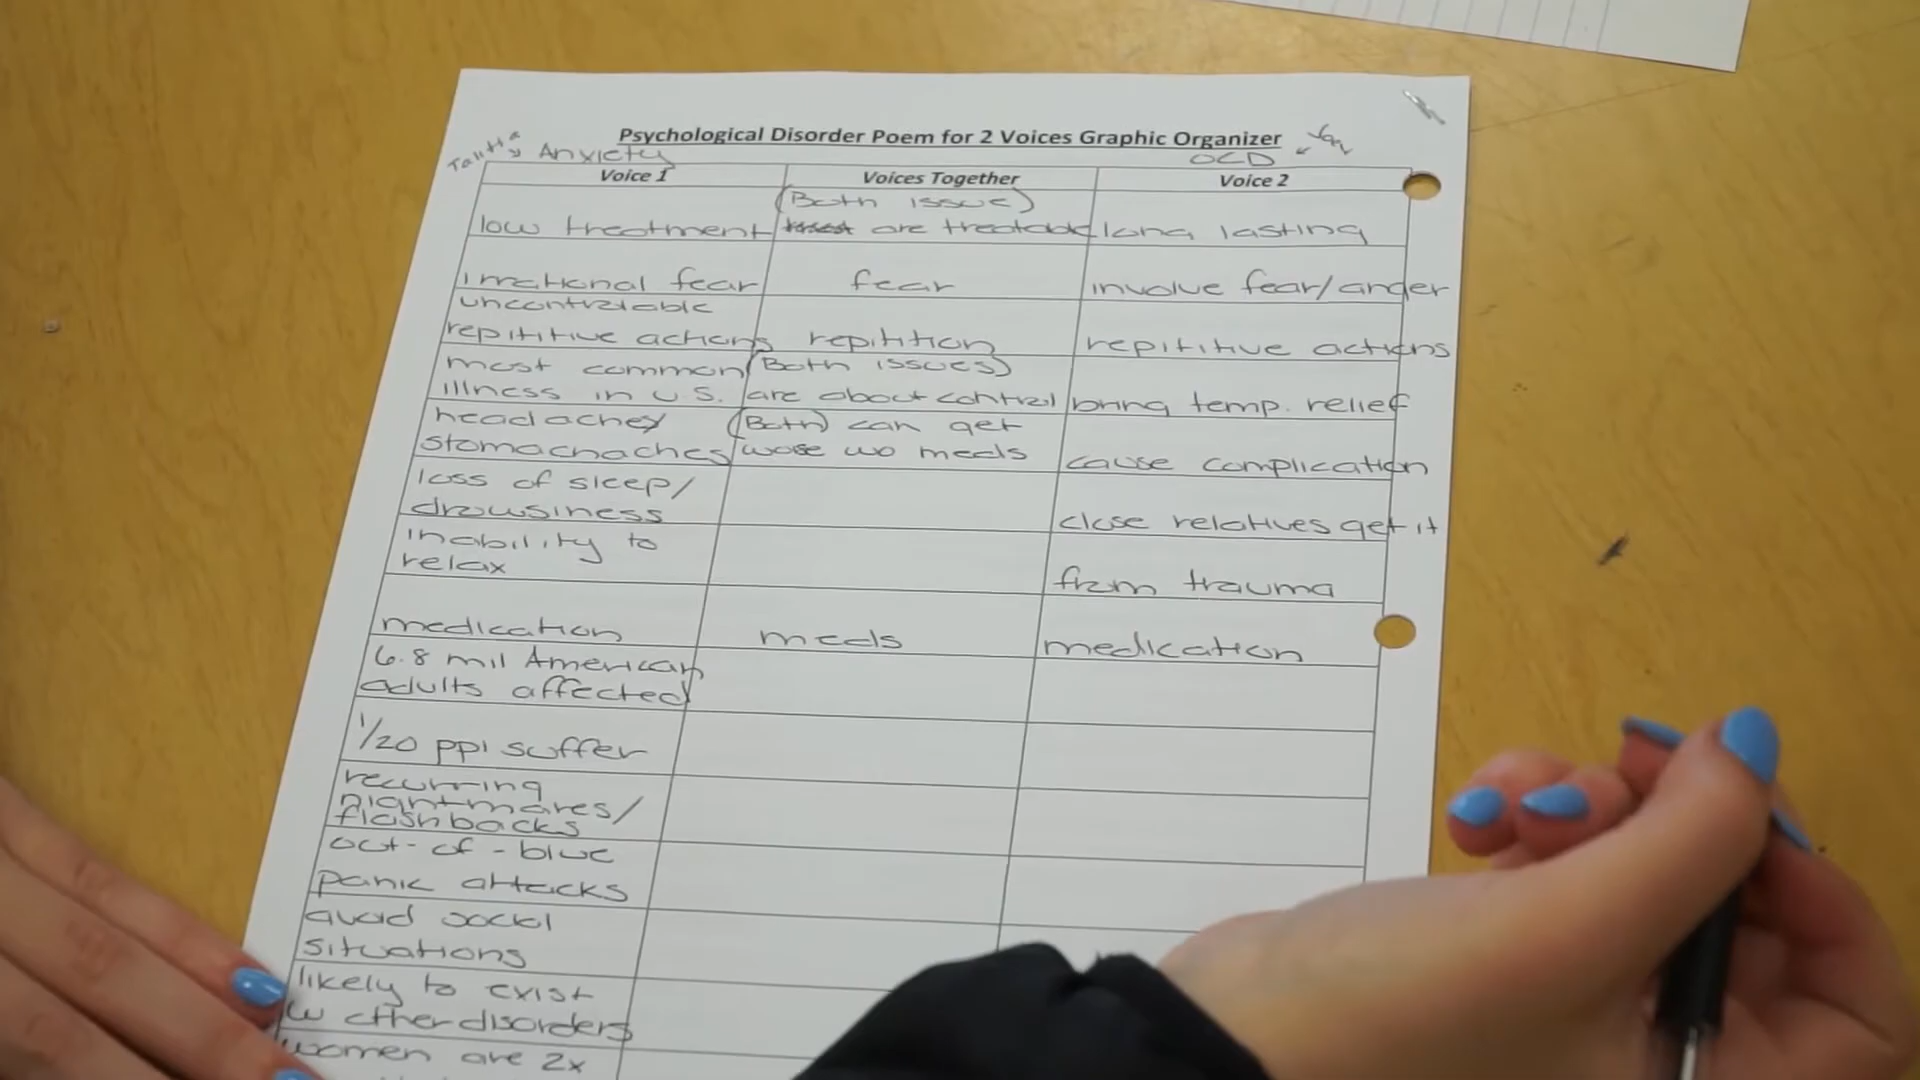 Psychological Disorder Poem for 2 Voices Graphic Organizer
Anxiety
OCD
Voice 1
Voices Together
Voice 2
low treatment
(Both issue)
are treatable
long lasting
irrational fear
fear
involve fear/anger
uncontrolable
repititive actions
repitition
repititive actions
most common
illness in U.S.
(Both issues)
are about control
bring temp. relief
headaches/
stomachaches
(Both) can get
worse wo meds
cause complication
loss of sleep/
drowsiness
close relatives get it
inability to
relax
from trauma
medication
meds
medication
6.8 mil American
adults affected
1/20 ppl suffer
recurring
nightmares/
flashbacks
out-of-blue
panic attacks
avoid social
situations
likely to exist
w other disorders
women are 2x